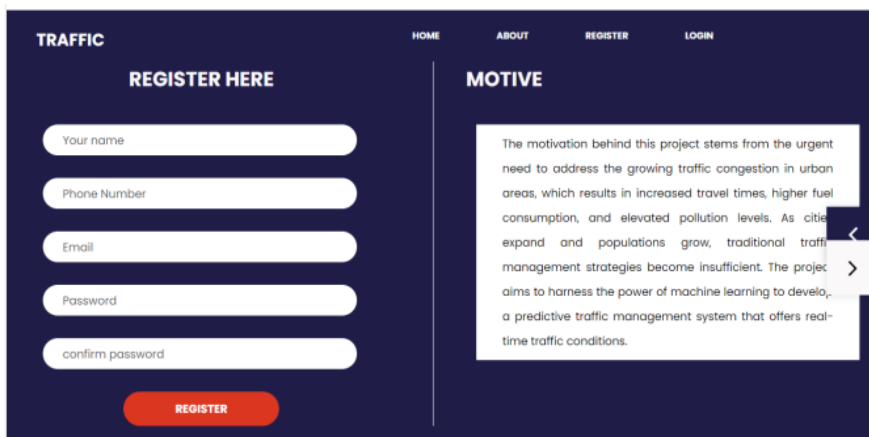 TRAFFIC
HOME ABOUT REGISTER LOGIN
REGISTER HERE
Your name
Phone Number
Email
Password
confirm password
REGISTER
MOTIVE
The motivation behind this project stems from the urgent
need to address the growing traffic congestion in urban
areas, which results in increased travel times, higher fuel
consumption, and elevated pollution levels. As
expand and populations grow, traditional
management strategies become insufficient. The
aims to harness the power of machine learning to
a predictive traffic management system that offers real-
time traffic conditions.